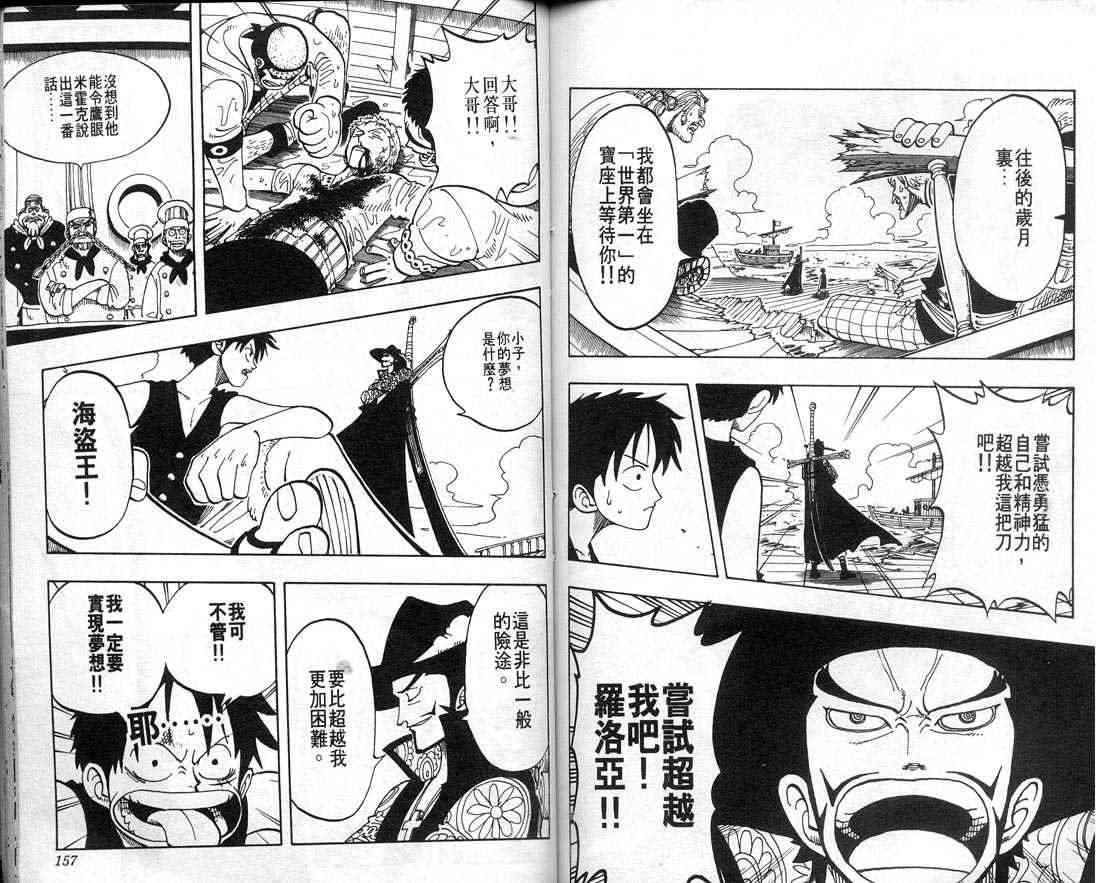 往後的歲月
裏…
我都會坐在
「世界第一」的
寶座上等待你!!
嘗試憑勇猛的
自己和精神力，
超越我這把刀
吧!!
嘗試超越
我吧！
羅洛亞!!
大哥!!
回答啊，
大哥!!
沒想到他
能令鷹眼
米霍克說
出這一番
話……
小子，
你的夢想
是什麼？
海盜王！
這是非比一般
的險途。
要比超越我
更加困難。
我可
不管!!
我一定要
實現夢想!!
耶……
157